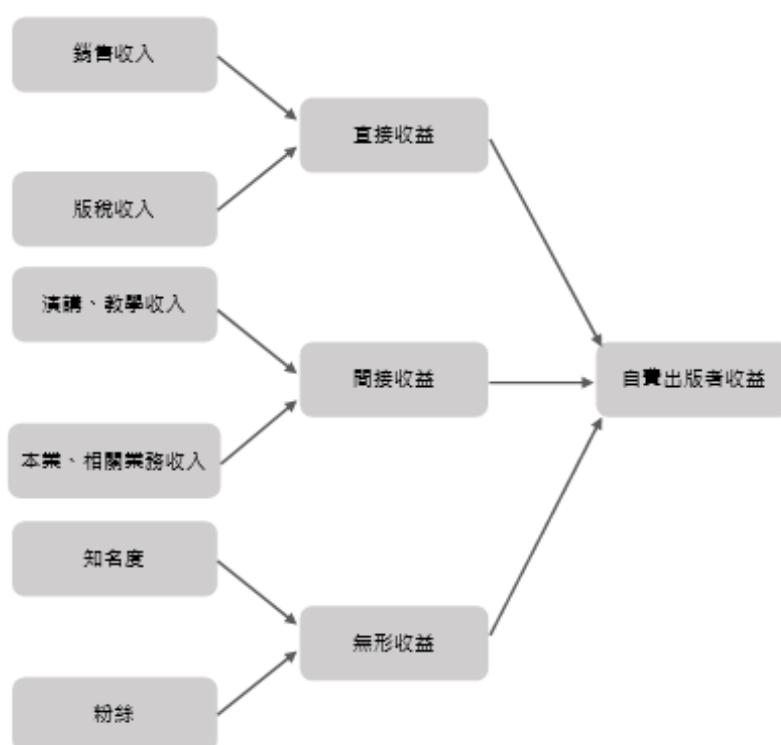 銷售收入
版稅收入
直接收益
演講、教學收入
本業、相關業務收入
間接收益
知名度
粉絲
無形收益
自費出版者收益